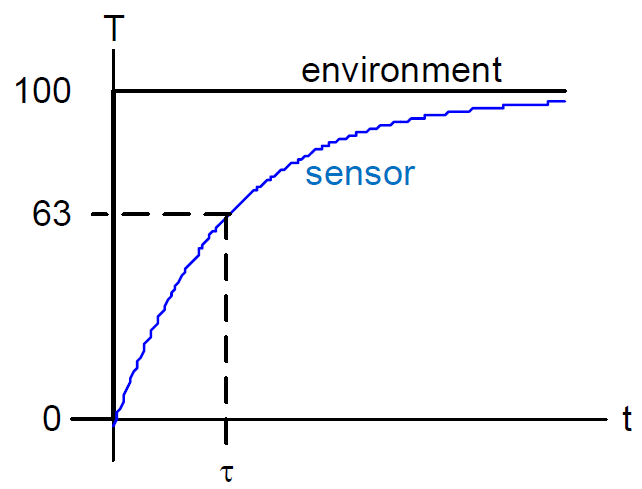 T
environment
100
sensor
63
0
t
τ